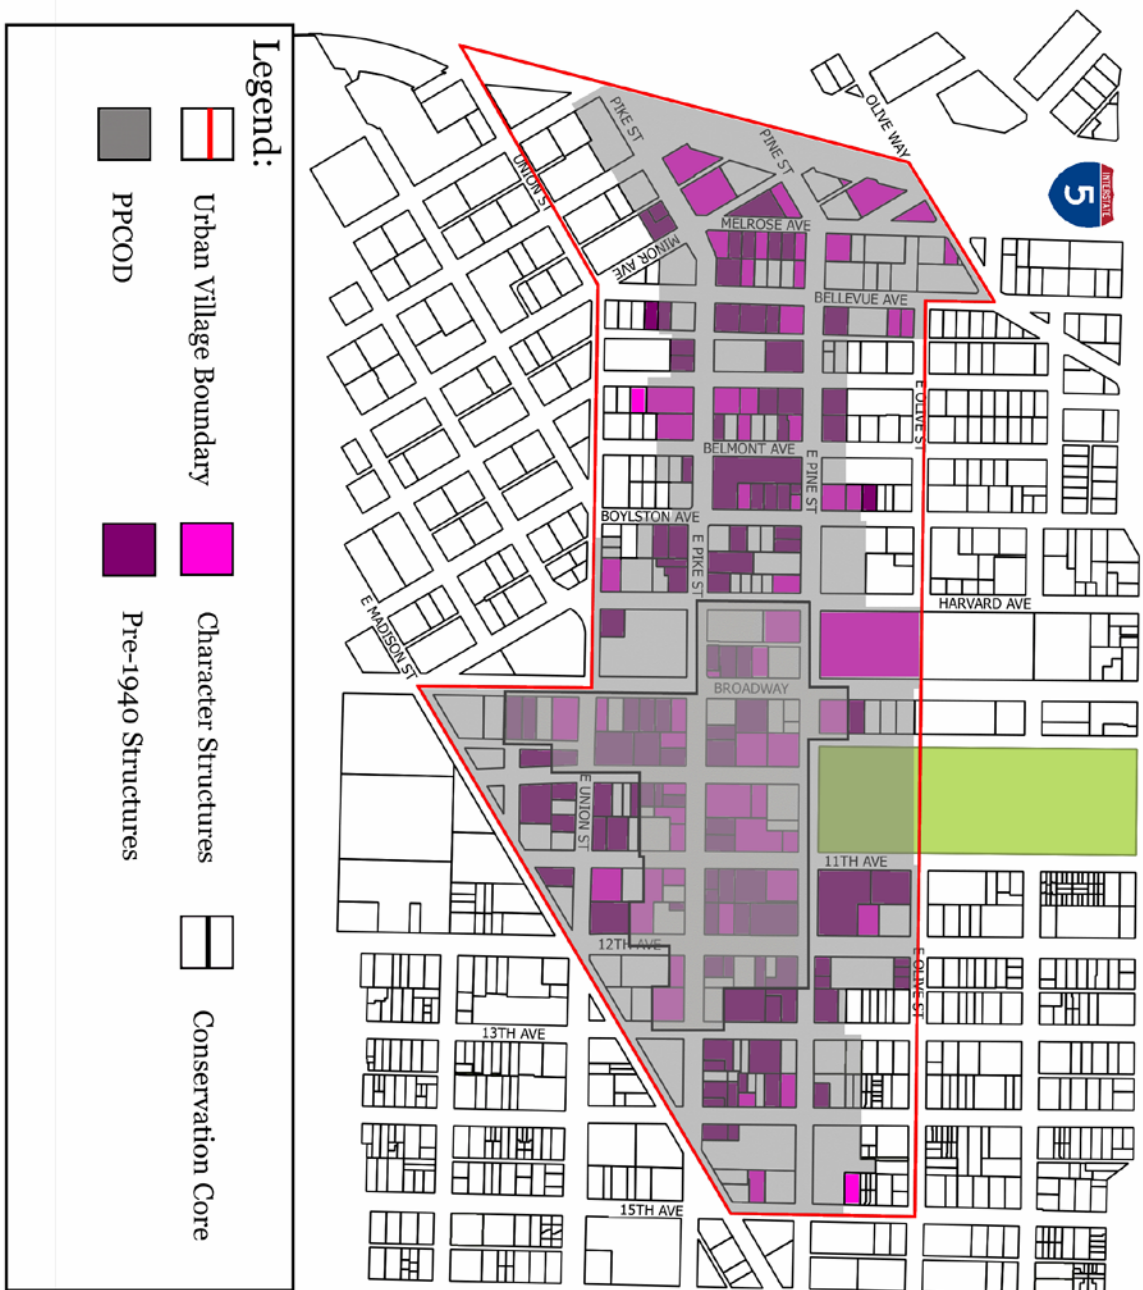 OLIVE WAY
INTERSTATE
5
PIKE ST
PINE ST
UNION ST
MELROSE AVE
MINOR AVE
BELLEVUE AVE
E OLIVE ST
BELMONT AVE
E PINE ST
BOYLSTON AVE
E PIKE ST
HARVARD AVE
E MADISON ST
BROADWAY
E UNION ST
11TH AVE
12TH AVE
E OLIVE ST
13TH AVE
15TH AVE
Legend:
Urban Village Boundary
Character Structures
Conservation Core
PPCOD
Pre-1940 Structures